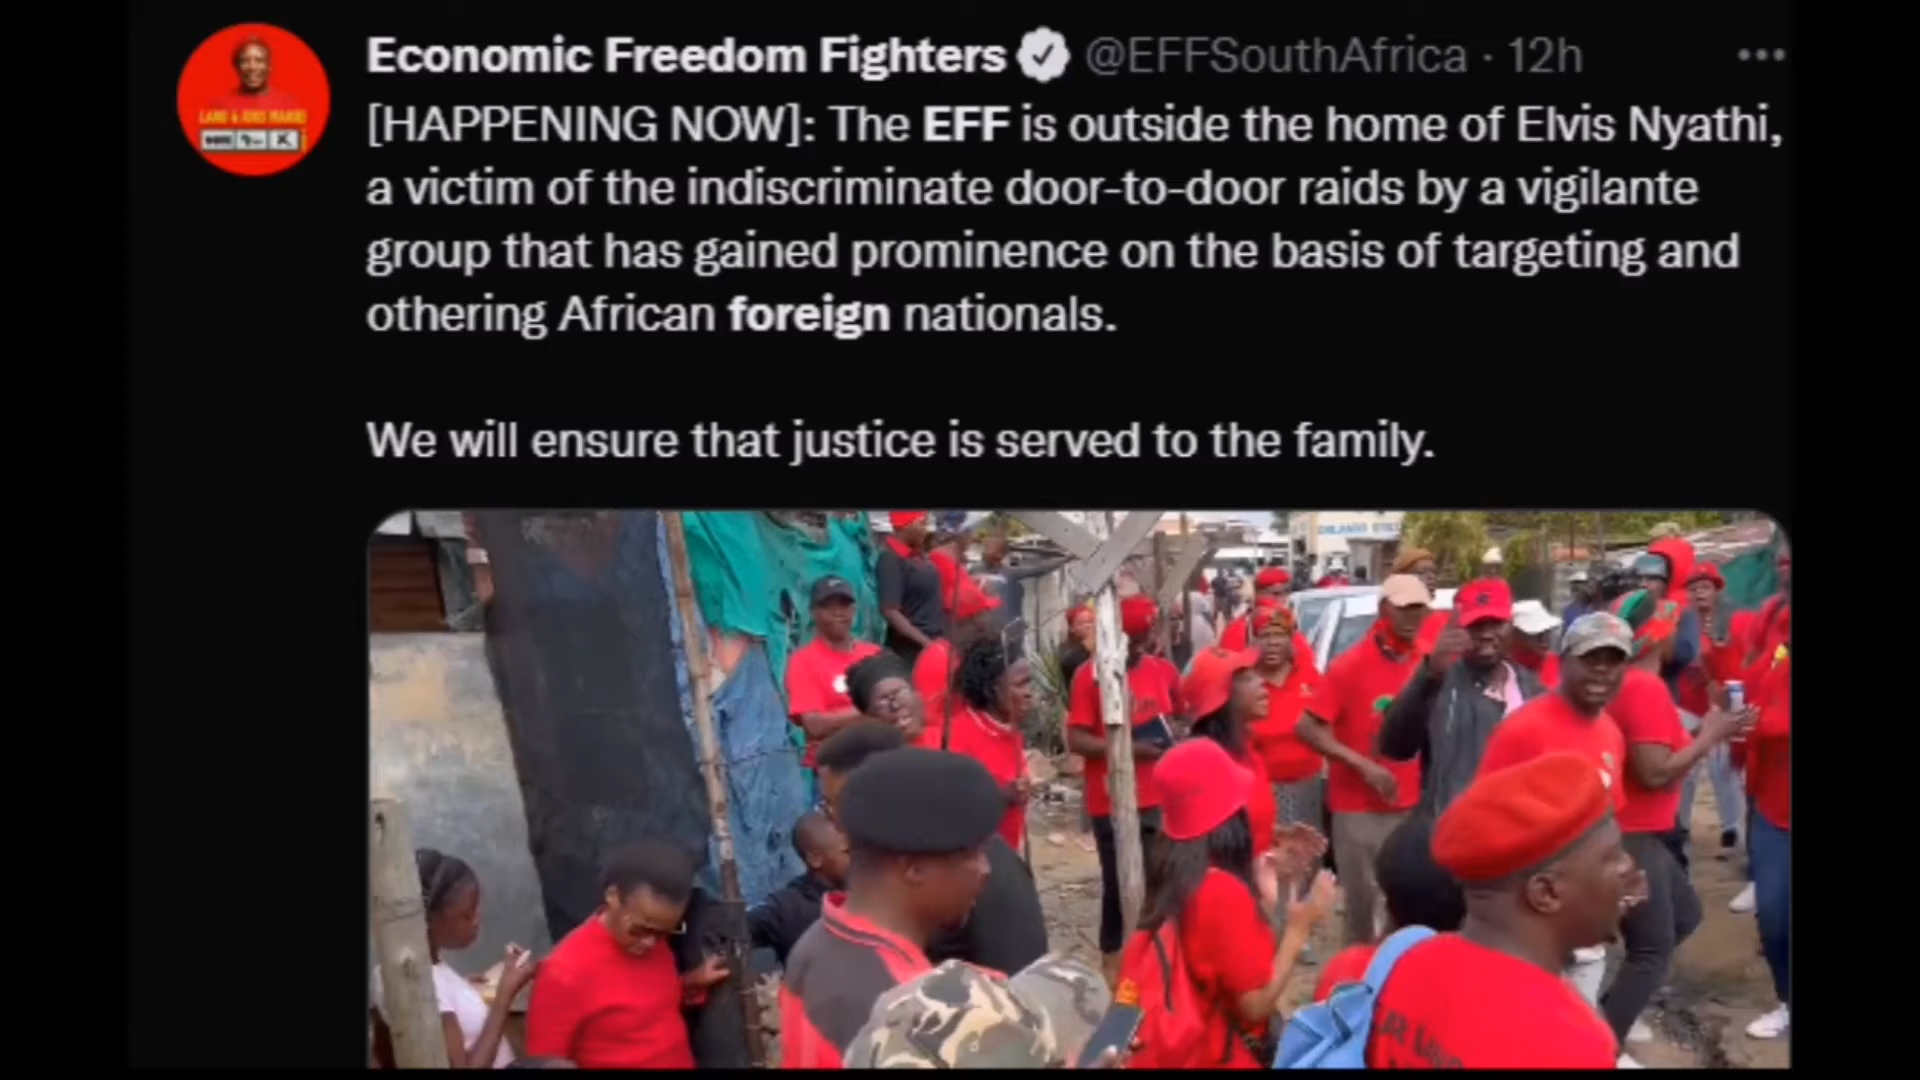 Economic Freedom Fighters @EFFSouthAfrica · 12h
[HAPPENING NOW]: The EFF is outside the home of Elvis Nyathi,
a victim of the indiscriminate door-to-door raids by a vigilante
group that has gained prominence on the basis of targeting and
othering African foreign nationals.
We will ensure that justice is served to the family.